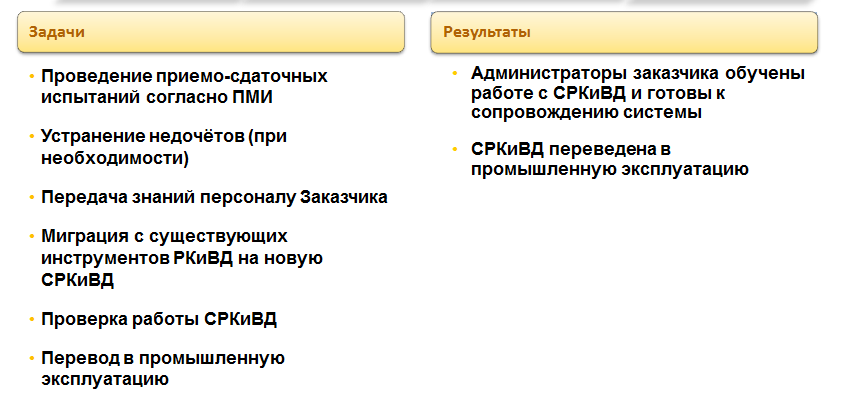 Задачи
• Проведение приемо-сдаточных
испытаний согласно ПМИ
• Устранение недочётов (при
необходимости)
• Передача знаний персоналу Заказчика
• Миграция с существующих
инструментов РКиВД на новую
СРКиВД
• Проверка работы СРКиВД
• Перевод в промышленную
эксплуатацию
Результаты
• Администраторы заказчика обучены
работе с СРКиВД и готовы к
сопровождению системы
• СРКиВД переведена в
промышленную эксплуатацию